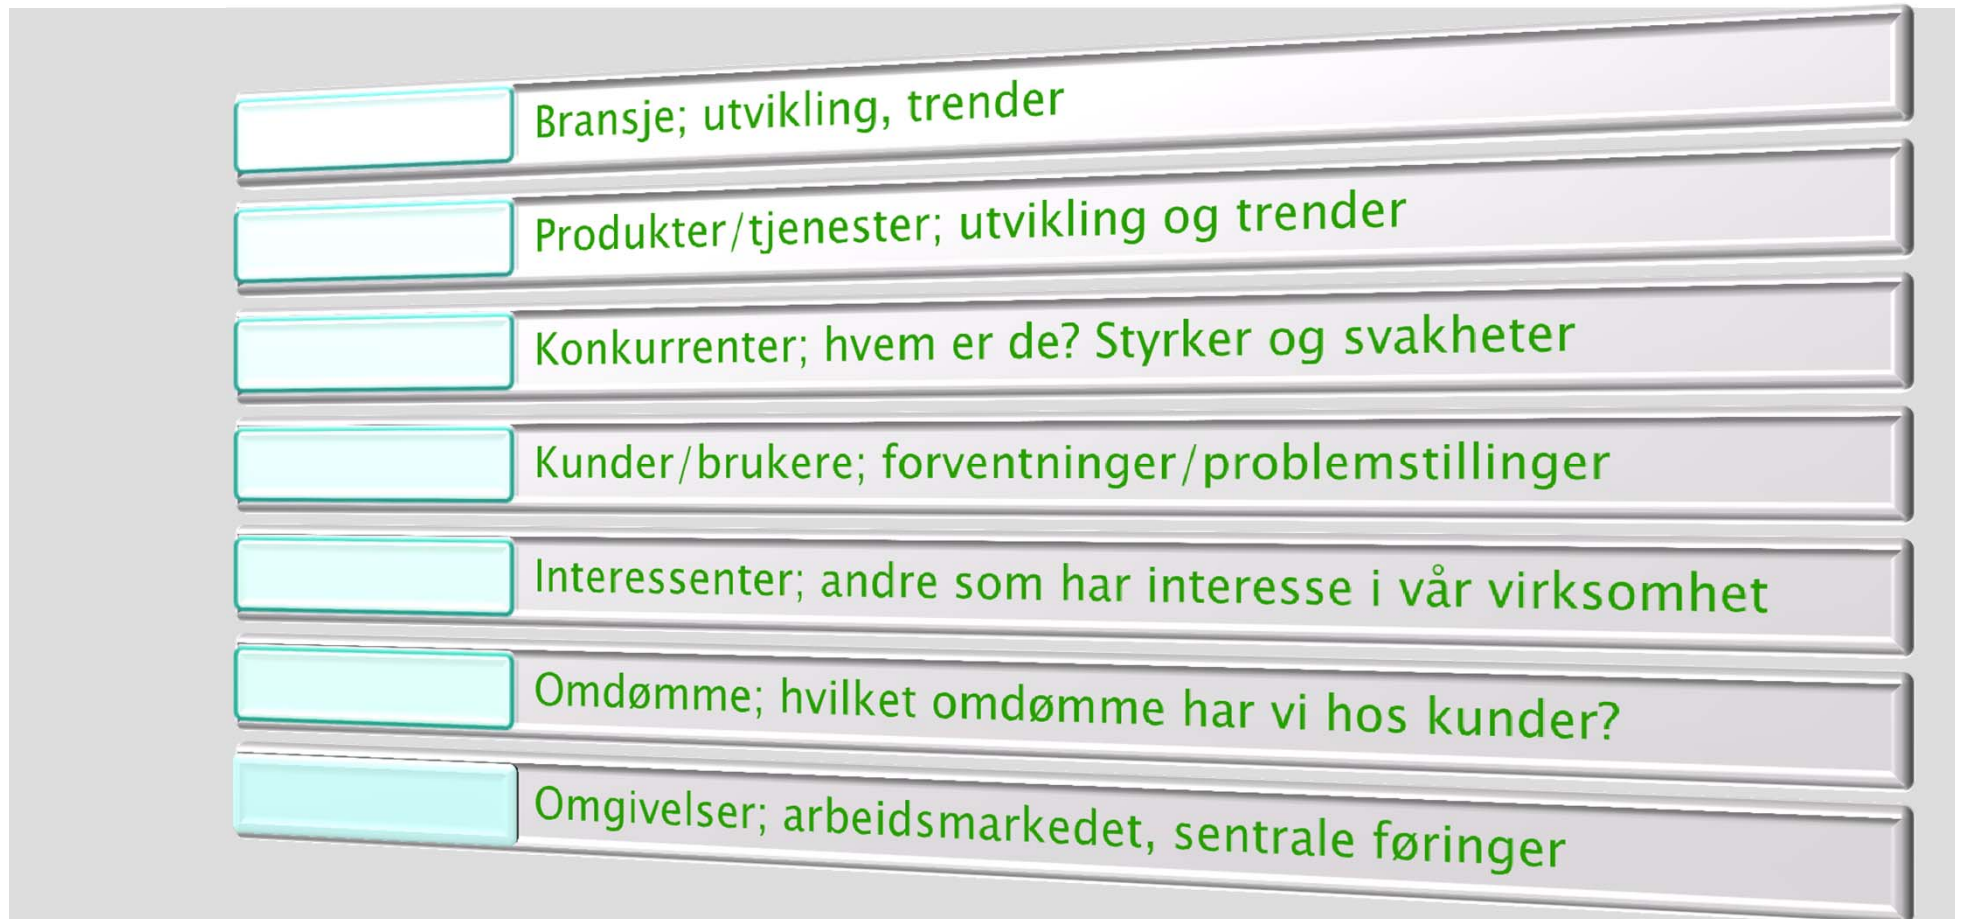 Bransje; utvikling, trender
Produkter/tjenester; utvikling og trender
Konkurrenter; hvem er de? Styrker og svakheter
Kunder/brukere; forventninger/problemstillinger
Interessenter; andre som har interesse i vår virksomhet
Omdømme; hvilket omdømme har vi hos kunder?
Omgivelser; arbeidsmarkedet, sentrale føringer